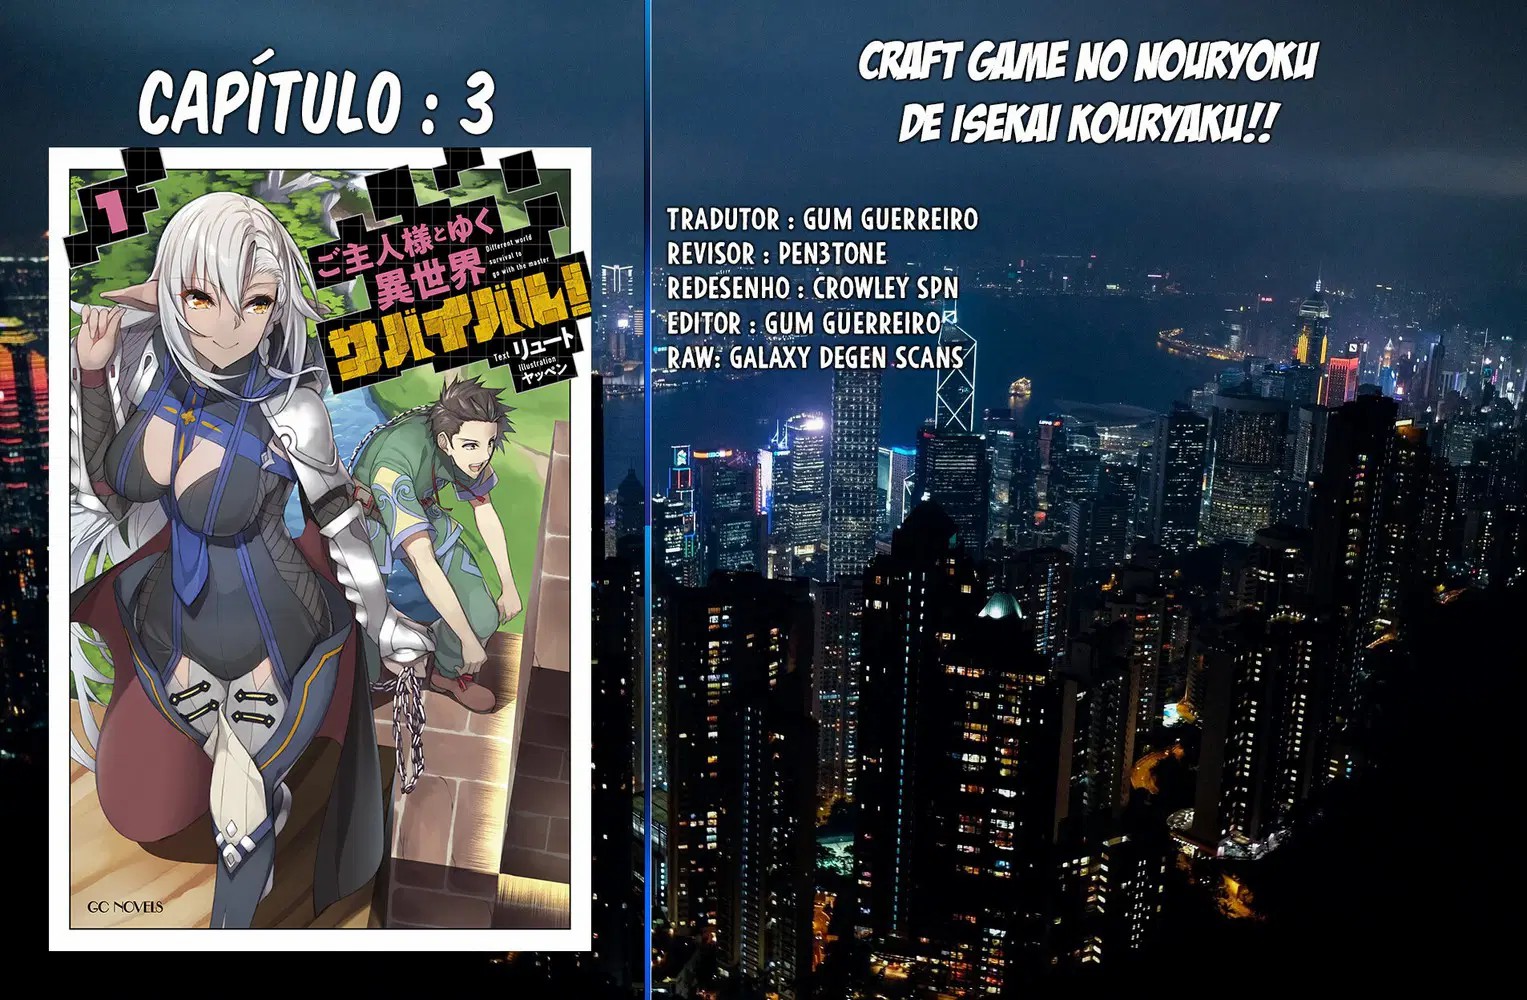 CAPÍTULO : 3
1
ご主人様とゆく
異世界
Different world
survival to
go with the master
サバイバル!
Text リュート
Illustration
ヤッペン
GC NOVELS
CRAFT GAME NO NOURYOKU
DE ISEKAI KOURYAKU!!
TRADUTOR : GUM GUERREIRO
REVISOR : PEN3TONE
REDESENHO : CROWLEY SPN
EDITOR : GUM GUERREIRO
RAW: GALAXY DEGEN SCANS